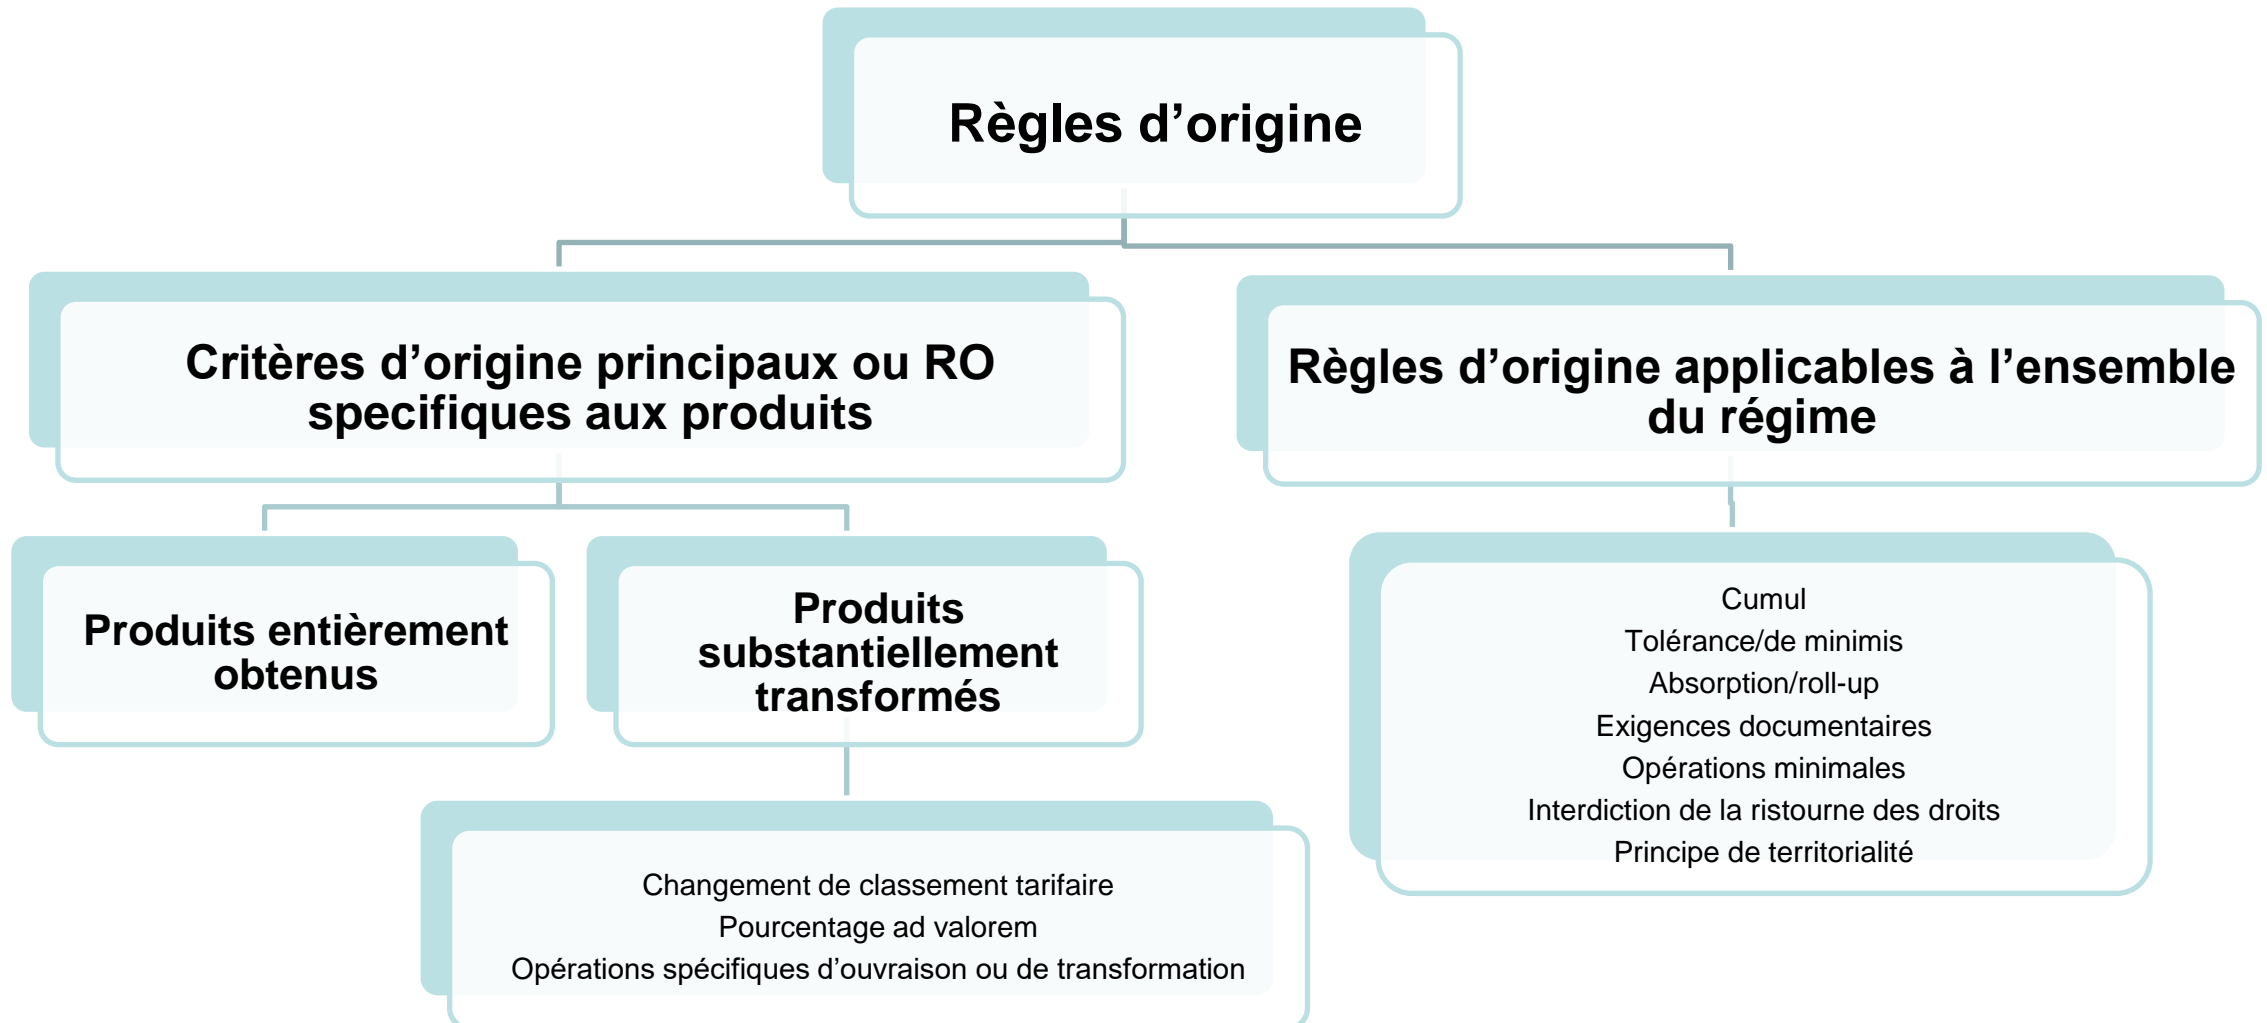 Règles d’origine
Critères d’origine principaux ou RO
specifiques aux produits
Règles d’origine applicables à l’ensemble
du régime
Produits entièrement
obtenus
Produits
substantiellement
transformés
Cumul
Tolérance/de minimis
Absorption/roll-up
Exigences documentaires
Opérations minimales
Interdiction de la ristourne des droits
Principe de territorialité
Changement de classement tarifaire
Pourcentage ad valorem
Opérations spécifiques d’ouvraison ou de transformation